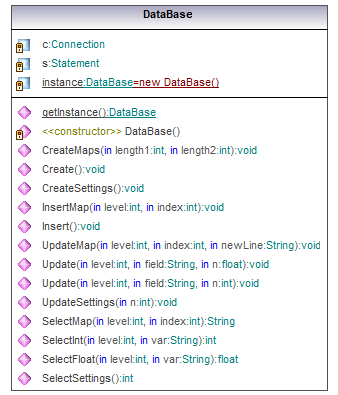 DataBase
c:Connection
s:Statement
instance:DataBase=new DataBase()
getInstance():DataBase
<<constructor>> DataBase()
CreateMaps(in length1:int, in length2:int):void
Create():void
CreateSettings():void
InsertMap(in level:int, in index:int):void
Insert():void
UpdateMap(in level:int, in index:int, in newLine:String):void
Update(in level:int, in field:String, in n:float):void
Update(in level:int, in field:String, in n:int):void
UpdateSettings(in n:int):void
SelectMap(in level:int, in index:int):String
SelectInt(in level:int, in var:String):int
SelectFloat(in level:int, in var:String):float
SelectSettings():int